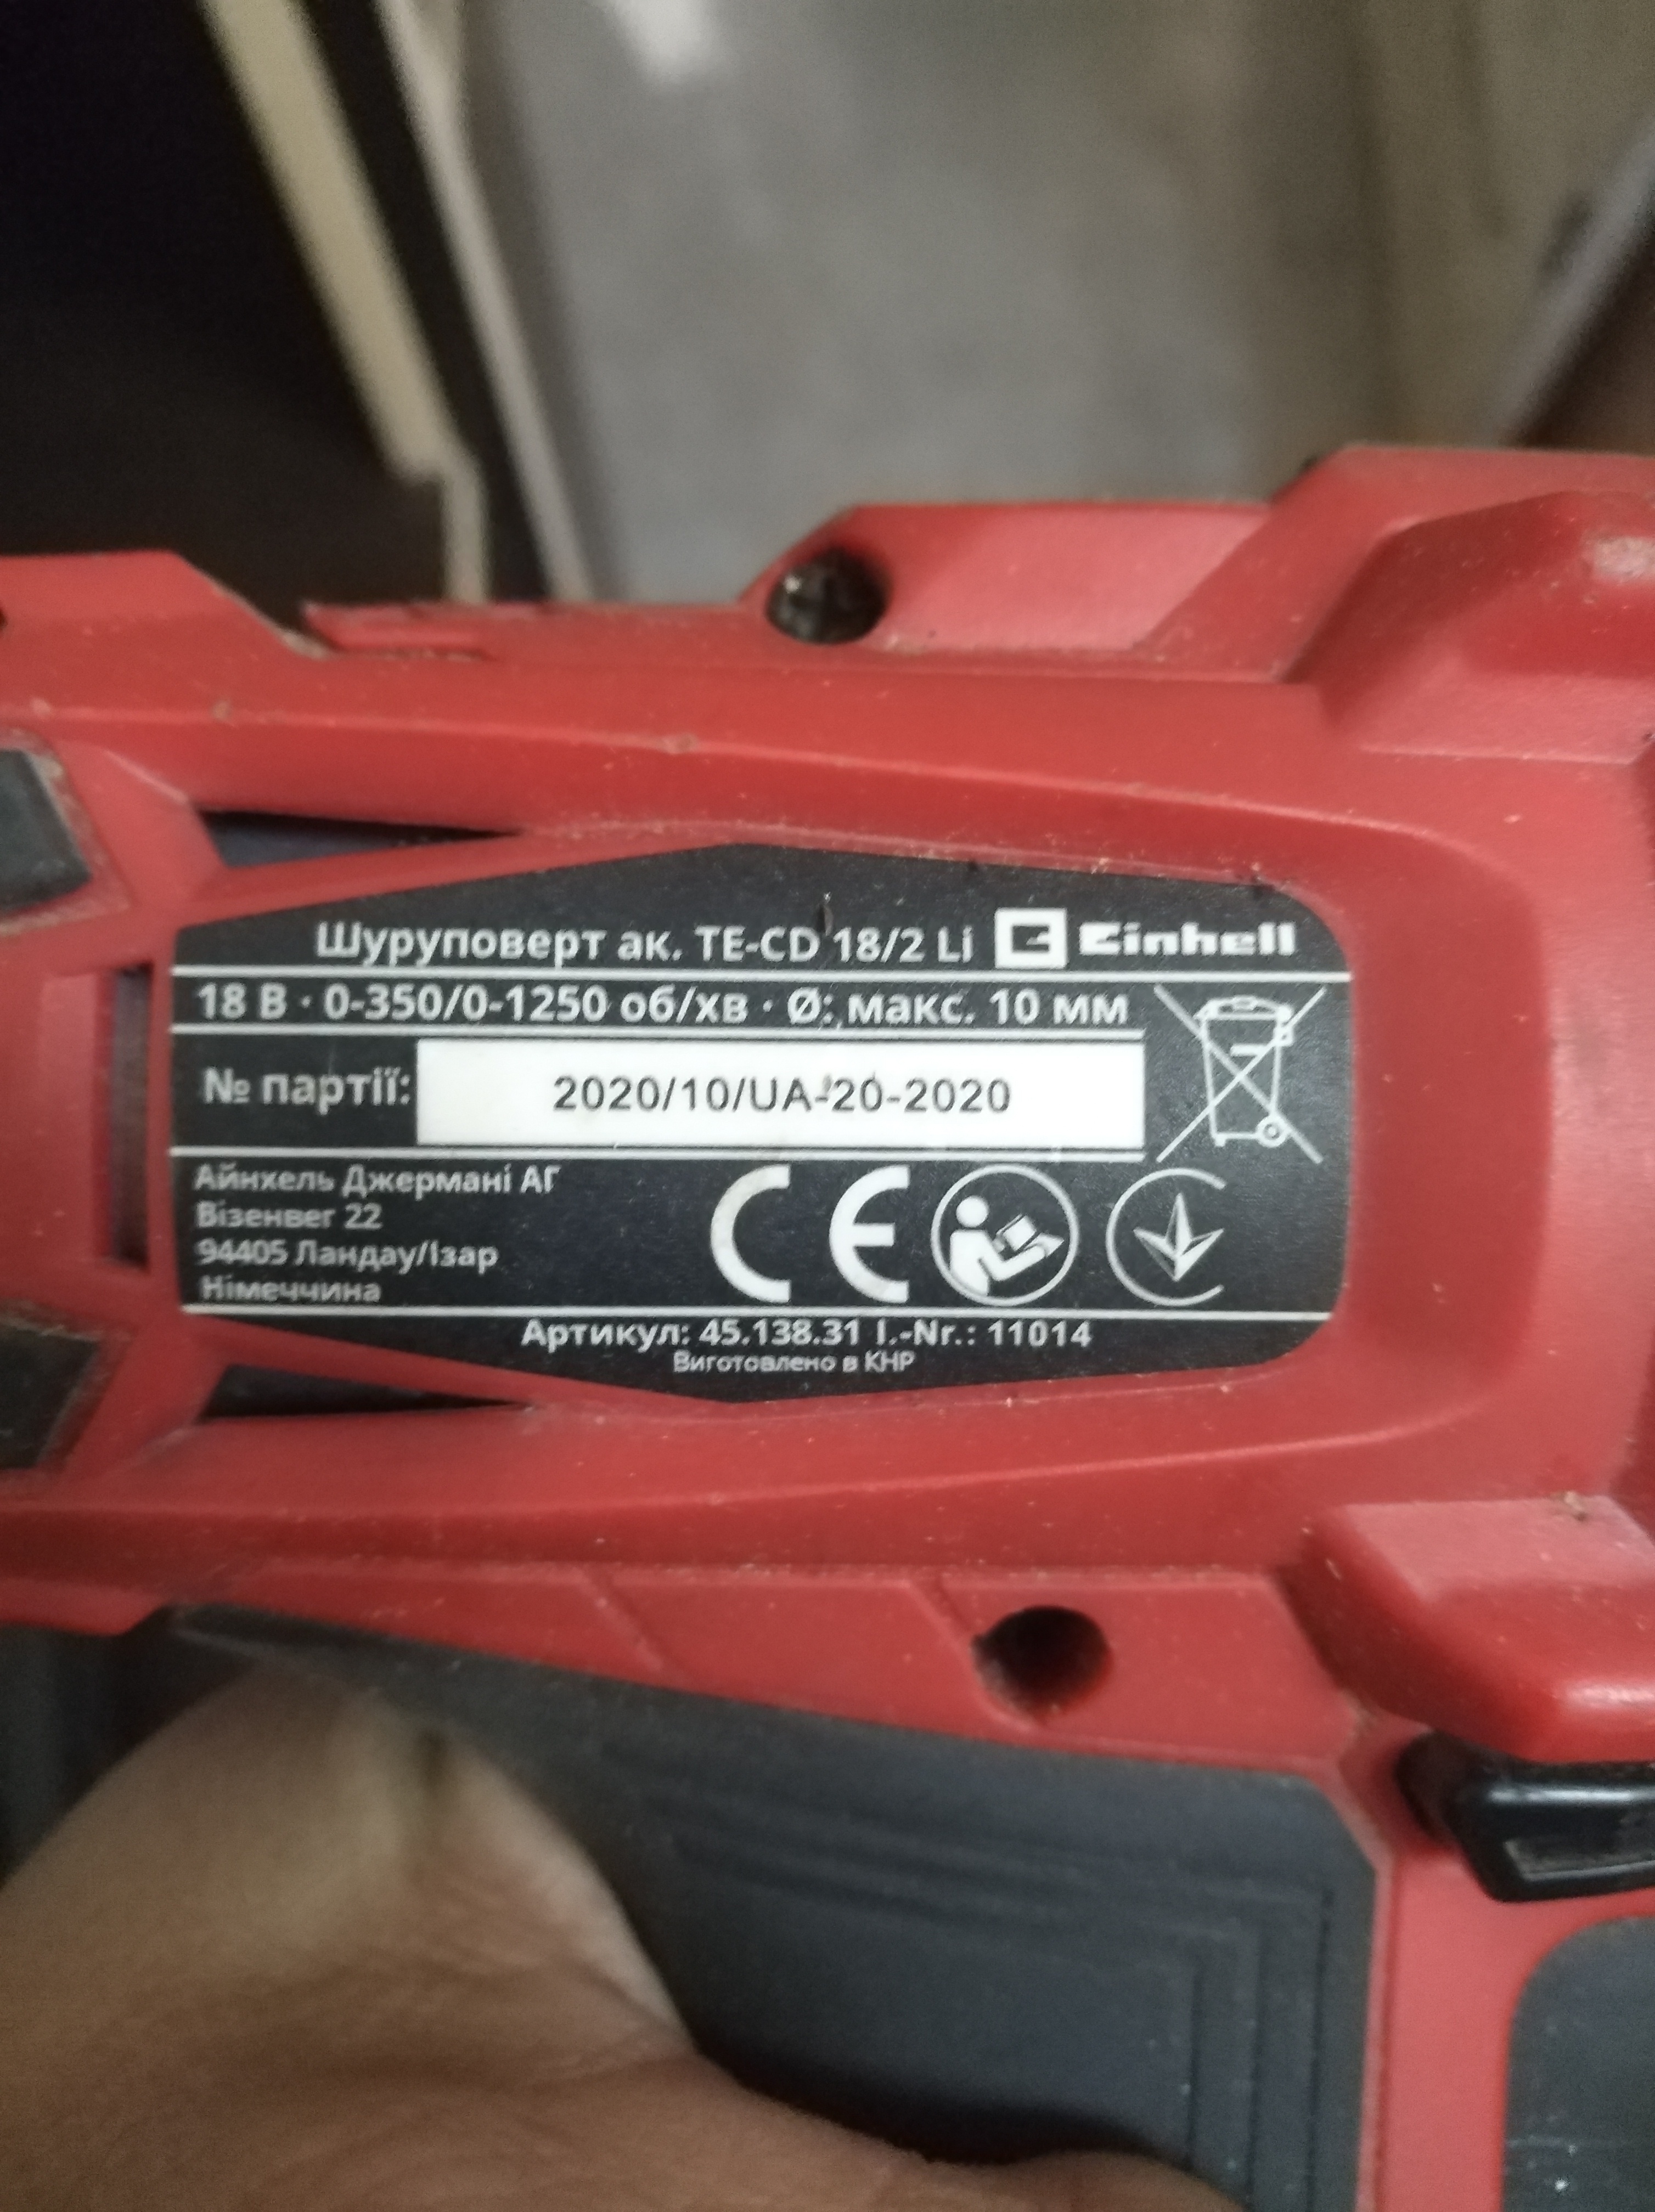 Шуруповерт ак. TE-CD 18/2 Li Einhell
18 В · 0-350/0-1250 об/хв · Ø: макс. 10 мм
№ партії: 2020/10/UA-20-2020
Айнхель Джермані АГ
Візенвег 22
94405 Ландау/Ізар
Німеччина
CE
Артикул: 45.138.31 I.-Nr.: 11014
Виготовлено в КНР